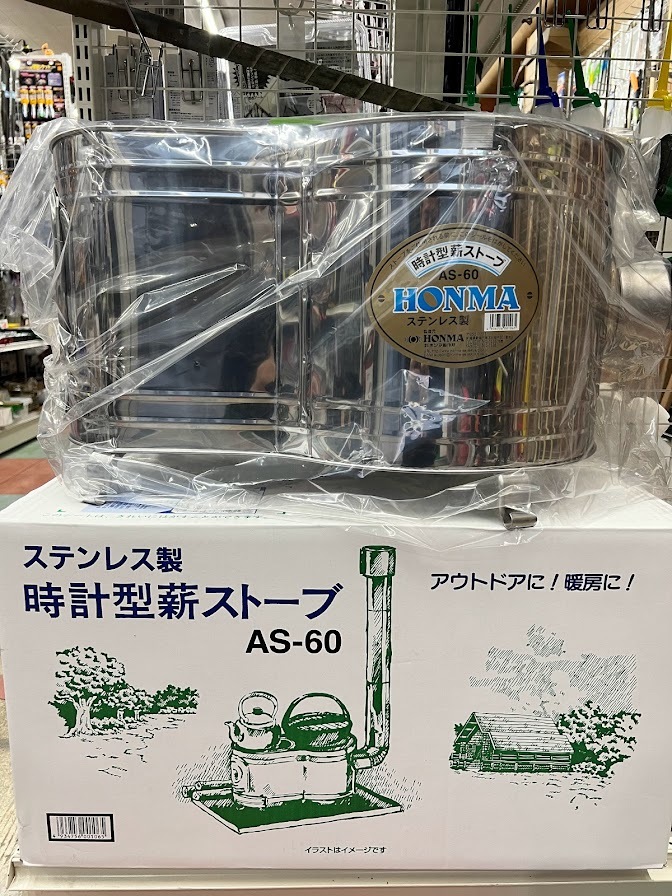 時計型薪ストーブ
AS-60
HONMA
ステンレス製
HONMA
ステンレス製
時計型薪ストーブ
AS-60
アウトドアに!暖房に!
イラストはイメージです